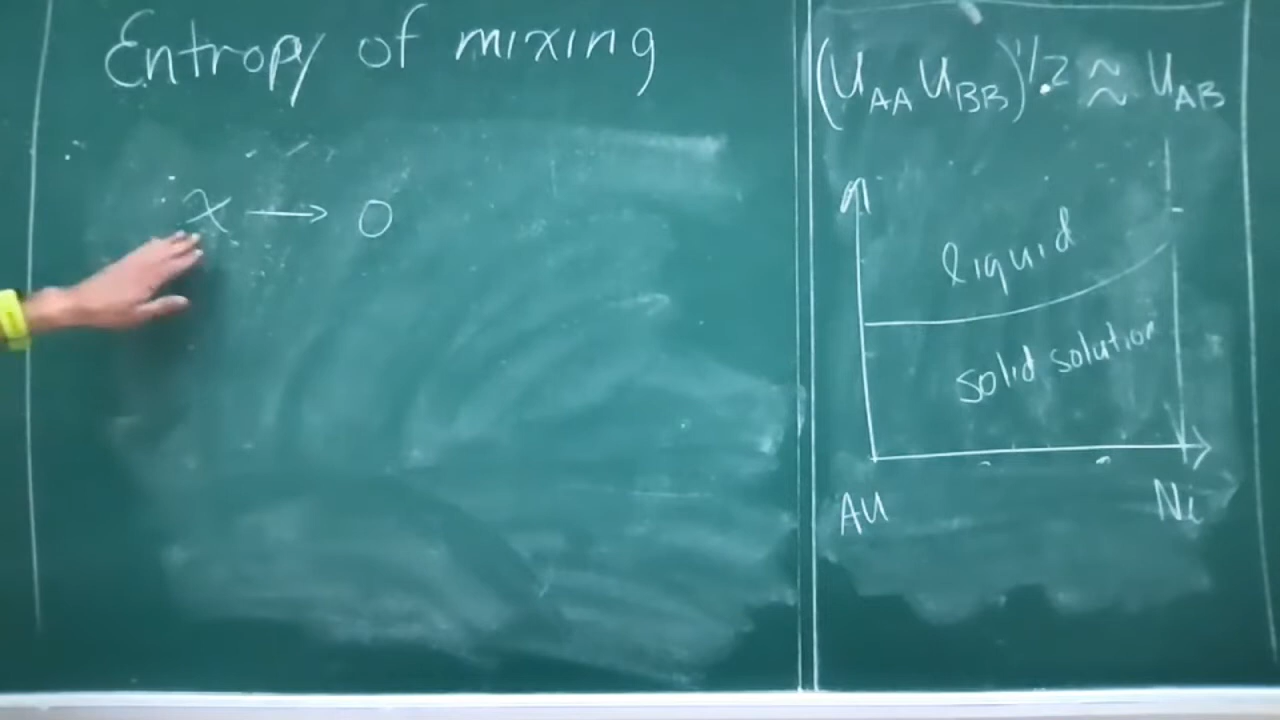 Entropy of mixing
χ → 0
(U_AA U_BB)^1/2 ≈ U_AB
liquid
solid solution
Au Ni